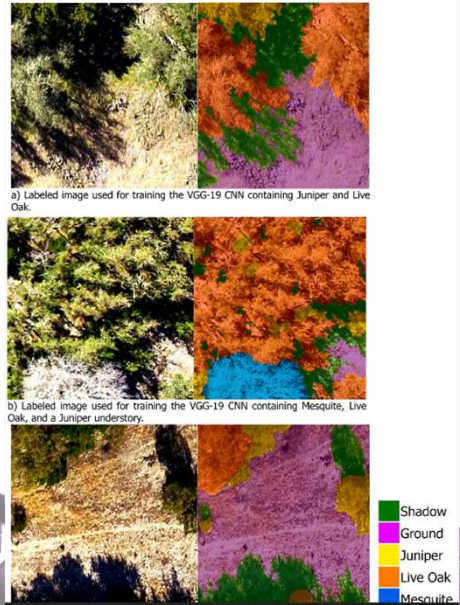 a) Labeled image used for training the VGG-19 CNN containing Juniper and Live
Oak.
b) Labeled image used for training the VGG-19 CNN containing Mesquite, Live
Oak, and a Juniper understory.
Shadow
Ground
Juniper
Live Oak
Mesquite